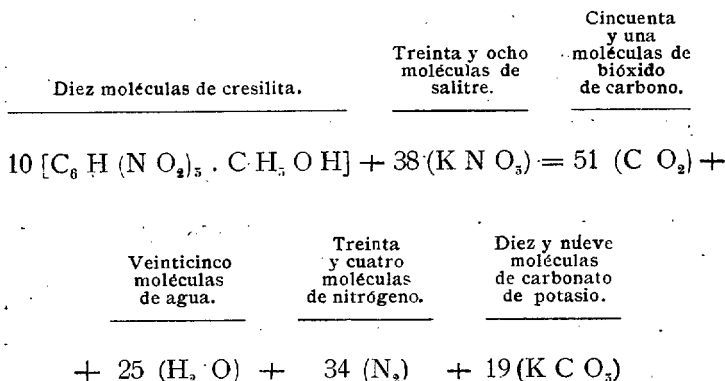 Cincuenta
y una
Treinta y ocho moléculas de
moléculas de bióxido
Diez moléculas de cresilita. salitre. de carbono.
10 [C₆ H (N O₂)₃ . C H₃ O H] + 38 (K N O₃) = 51 (C O₂) +
Treinta Diez y nueve
Veinticinco y cuatro moléculas
moléculas moléculas de carbonato
de agua. de nitrógeno. de potasio.
+ 25 (H₂ O) + 34 (N₂) + 19 (K C O₃)